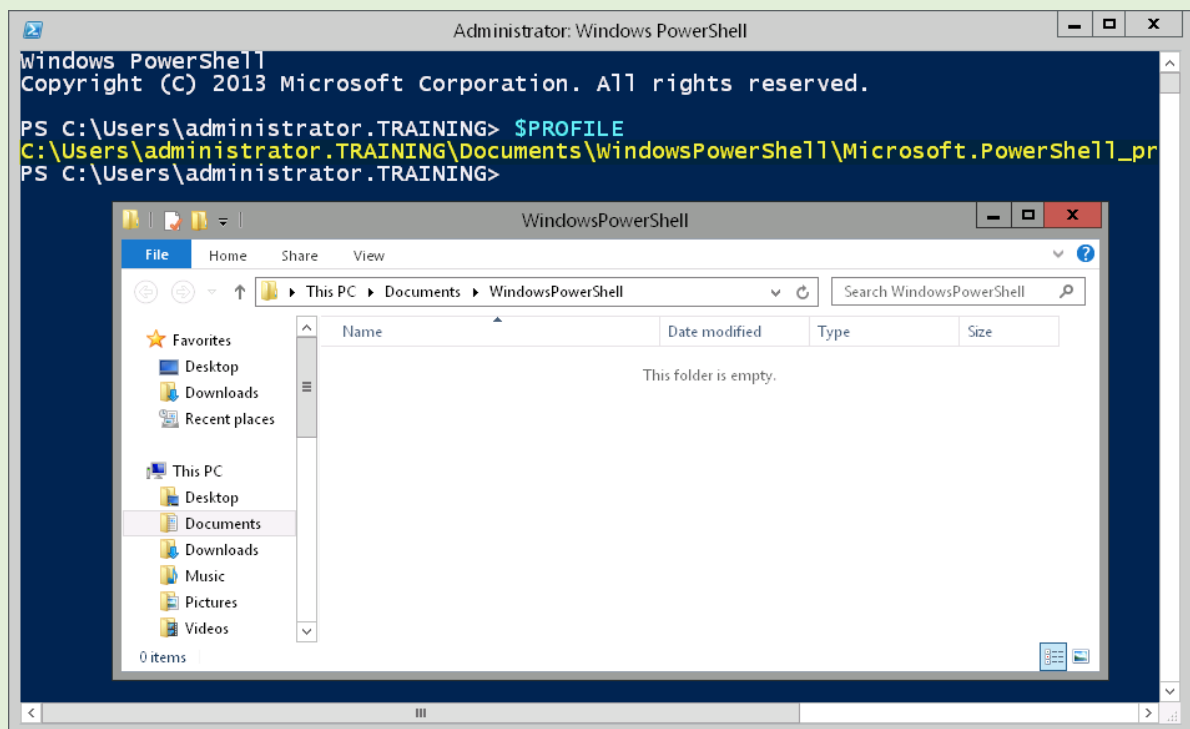 Administrator: Windows PowerShell
Windows PowerShell
Copyright (C) 2013 Microsoft Corporation. All rights reserved.
PS C:\Users\administrator.TRAINING> $PROFILE
C:\Users\administrator.TRAINING\Documents\WindowsPowerShell\Microsoft.PowerShell_pr
PS C:\Users\administrator.TRAINING>
WindowsPowerShell
File Home Share View
This PC Documents WindowsPowerShell Search WindowsPowerShell
Name Date modified Type Size
This folder is empty.
Favorites
Desktop
Downloads
Recent places
This PC
Desktop
Documents
Downloads
Music
Pictures
Videos
0 items